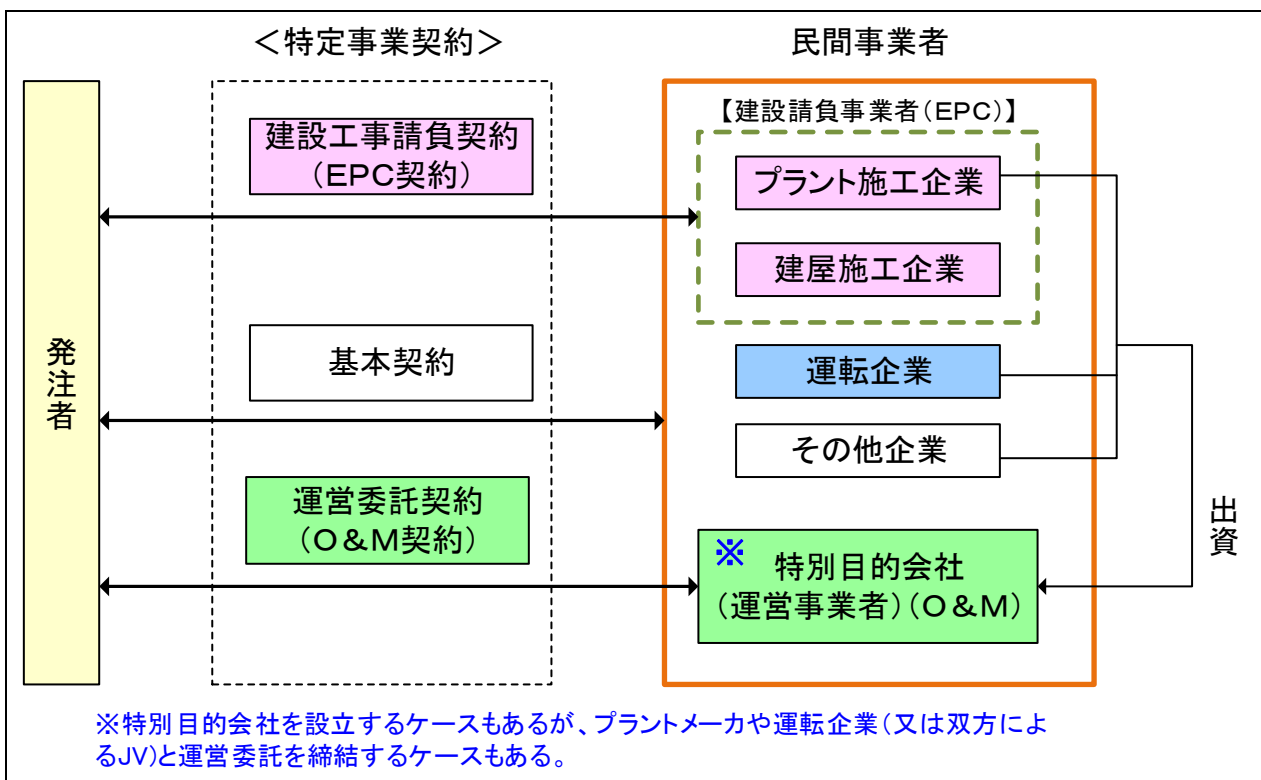 ＜特定事業契約＞
民間事業者
【建設請負事業者(EPC)】
建設工事請負契約
(EPC契約)
プラント施工企業
建屋施工企業
発注者
基本契約
運転企業
その他企業
運営委託契約
(O&M契約)
出資
※
特別目的会社
(運営事業者)(O&M)
※特別目的会社を設立するケースもあるが、プラントメーカや運転企業(又は双方によ
るJV)と運営委託を締結するケースもある。